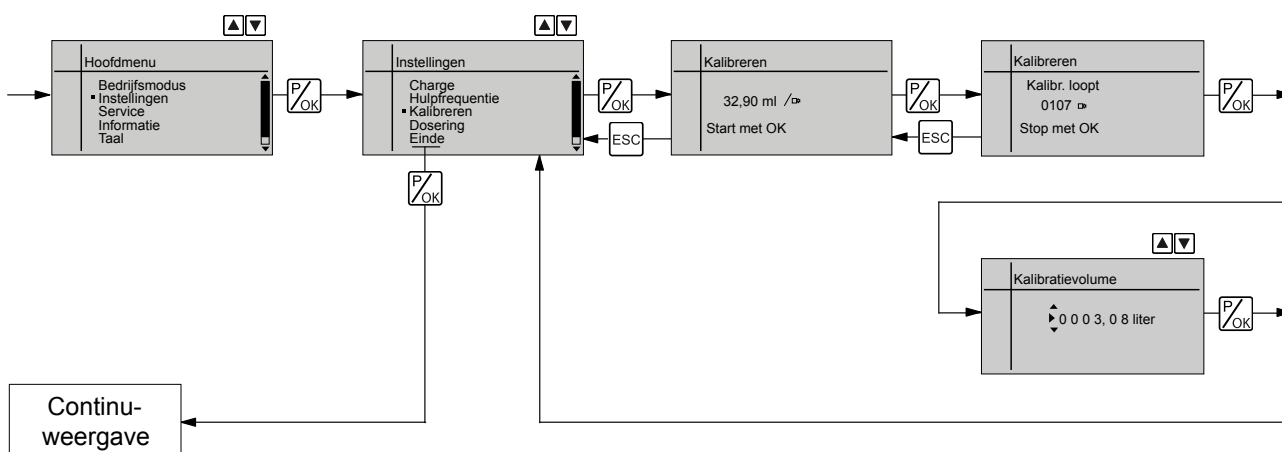 Hoofdmenu
Bedrijfsmodus
Instellingen
Service
Informatie
Taal
P/OK
Instellingen
Charge
Hulpfrequentie
Kalibreren
Dosering
Einde
P/OK
ESC
Kalibreren
32,90 ml /
Start met OK
P/OK
ESC
Kalibreren
Kalibr. loopt
0107
Stop met OK
P/OK
P/OK
Kalibratievolume
0 0 0 3, 0 8 liter
P/OK
Continu-
weergave